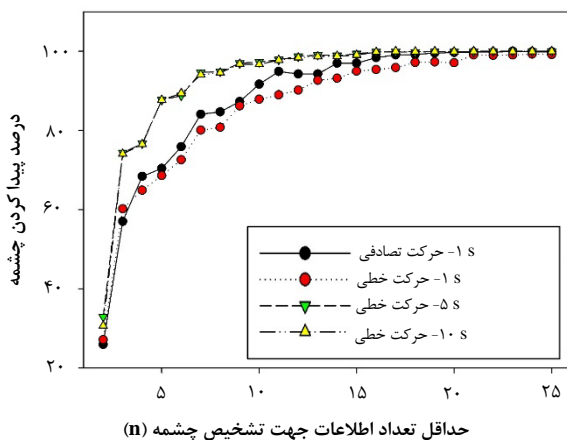 درصد پیدا کردن چشمه
۱۰۰
۸۰
۶۰
۴۰
۲۰
۱ s- حرکت تصادفی
۱ s- حرکت خطی
۵ s- حرکت خطی
۱۰ s- حرکت خطی
۵ ۱۰ ۱۵ ۲۰ ۲۵
حداقل تعداد اطلاعات جهت تشخیص چشمه (n)